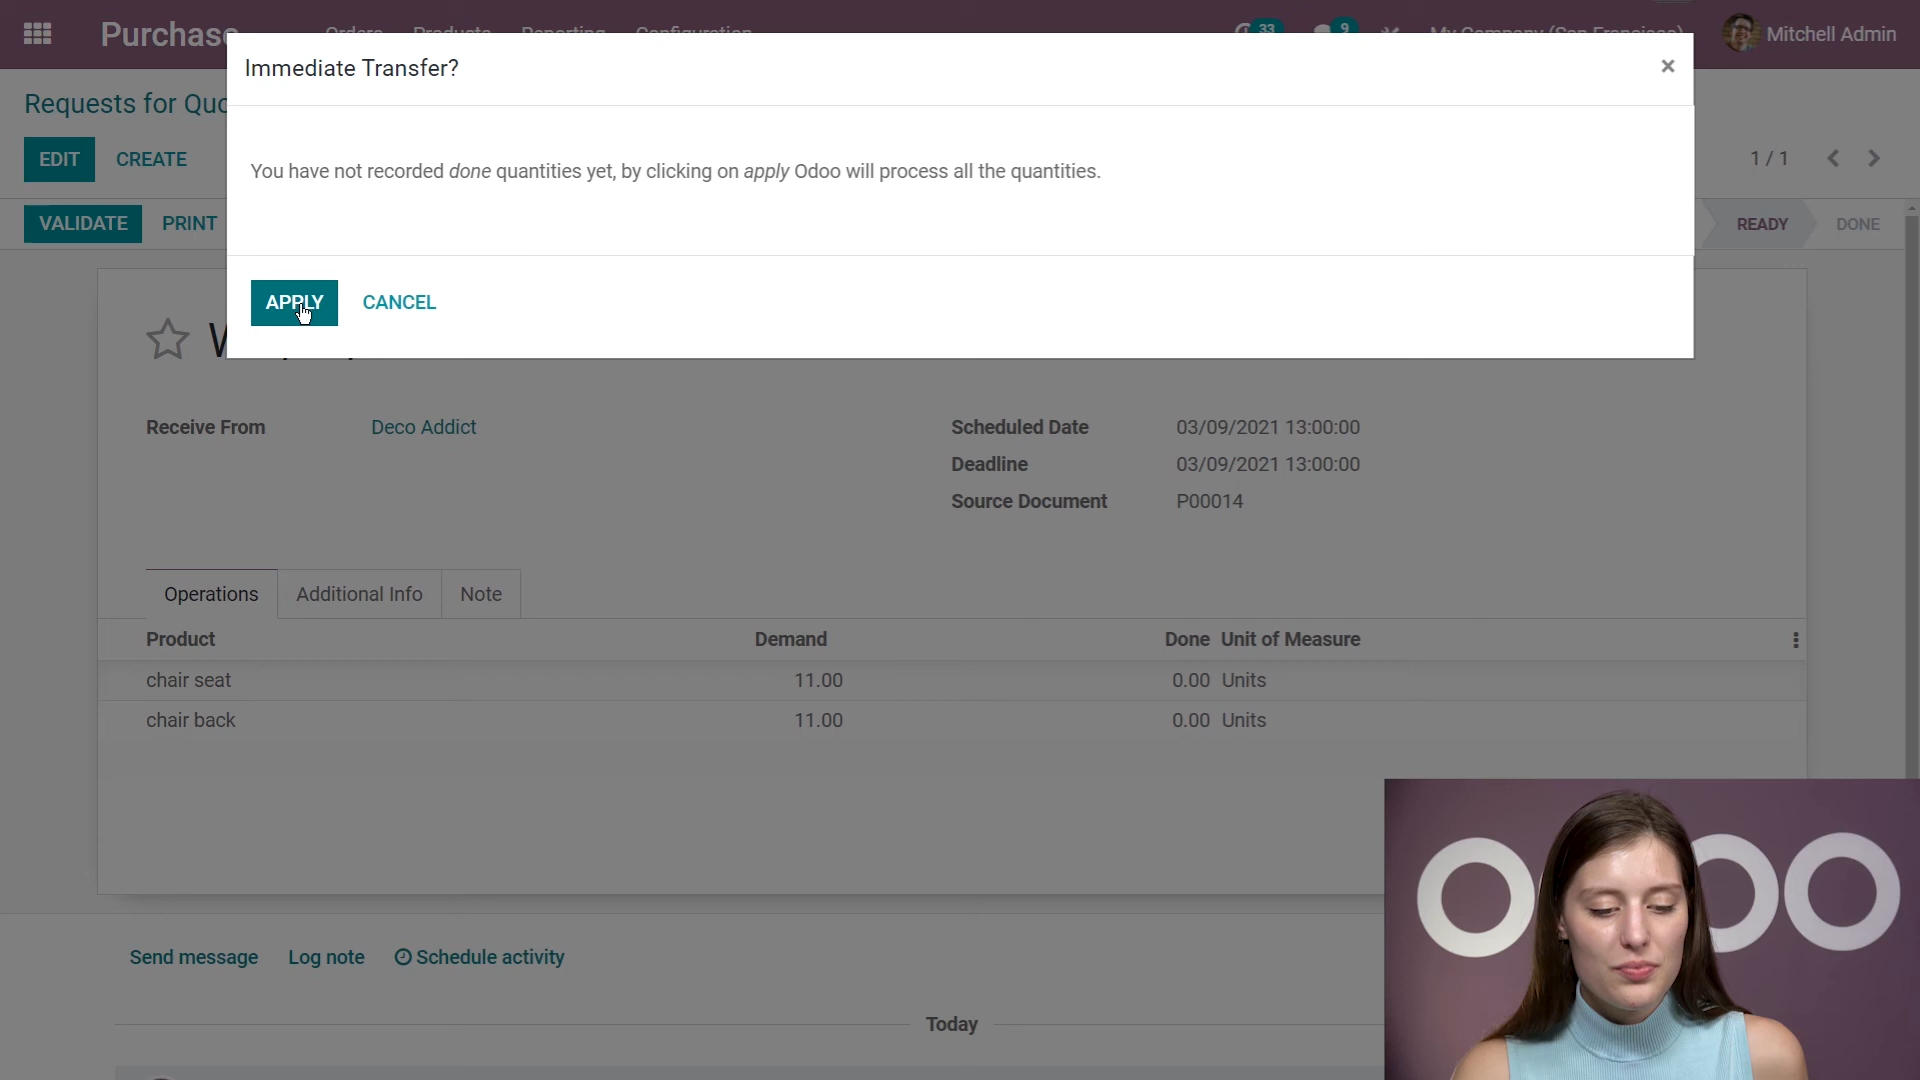 Purchase
33
9
Mitchell Admin
Immediate Transfer?
×
Requests for Quo
EDIT
CREATE
1 / 1
You have not recorded done quantities yet, by clicking on apply Odoo will process all the quantities.
VALIDATE
PRINT
READY
DONE
APPLY
CANCEL
Receive From
Deco Addict
Scheduled Date
03/09/2021 13:00:00
Deadline
03/09/2021 13:00:00
Source Document
P00014
Operations
Additional Info
Note
Product
Demand
Done
Unit of Measure
chair seat
11.00
0.00
Units
chair back
11.00
0.00
Units
Send message
Log note
Schedule activity
Today